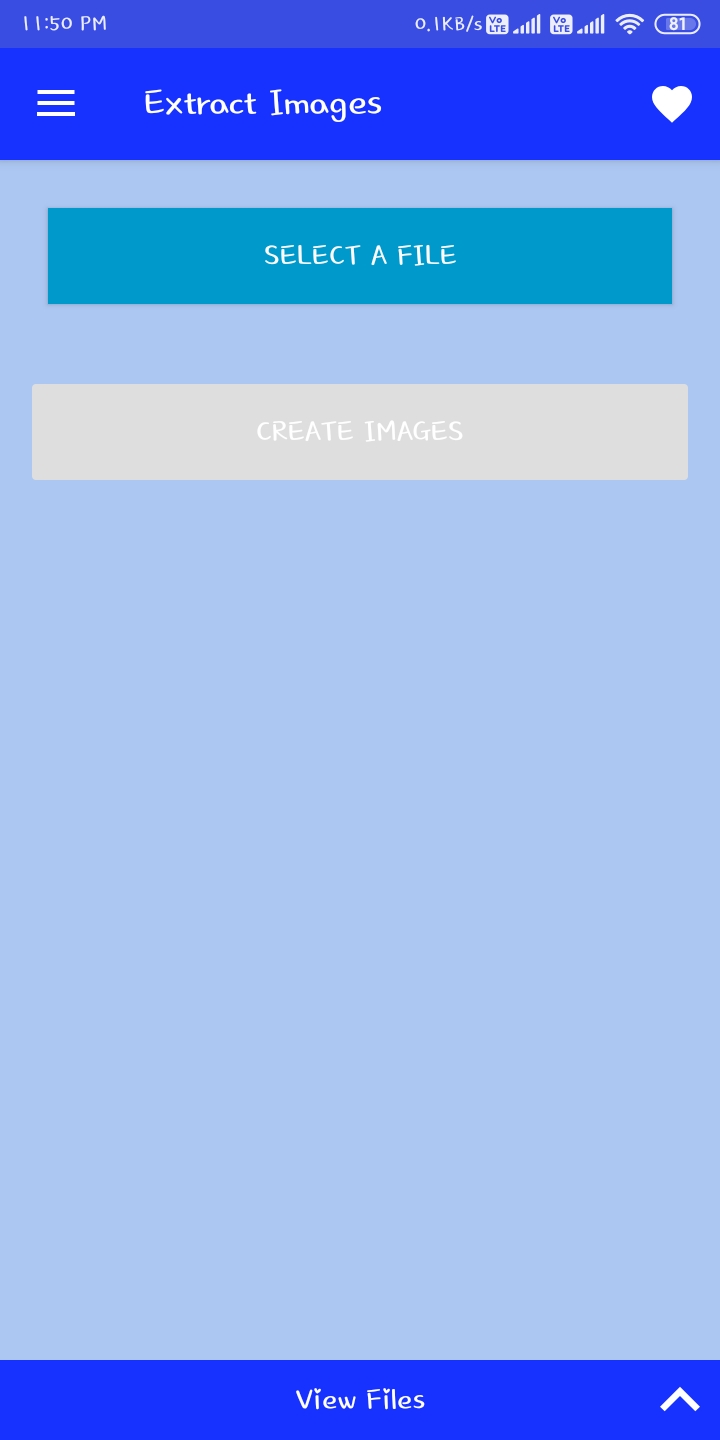 11:50 PM 0.1KB/s Vo LTE Vo LTE 81
Extract Images
SELECT A FILE
CREATE IMAGES
View Files